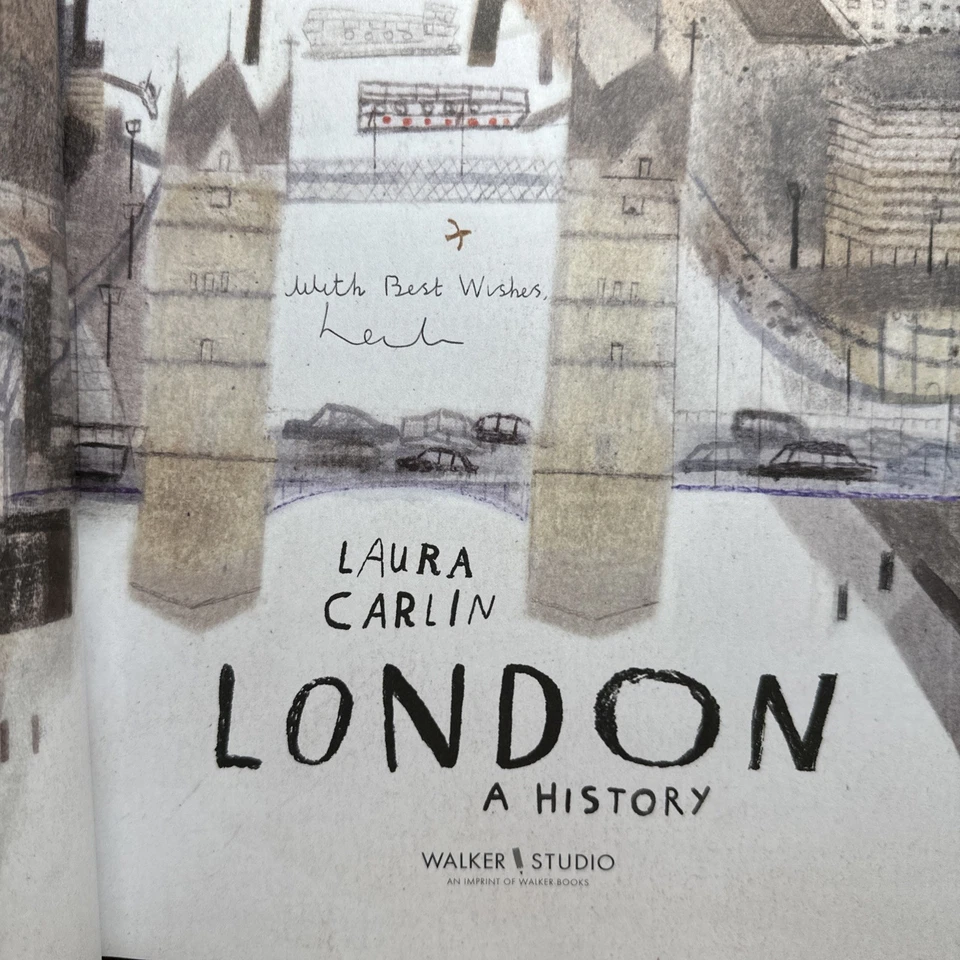 With Best Wishes,
LAURA
CARLIN
LONDON
A HISTORY
WALKER STUDIO
AN IMPRINT OF WALKER BOOKS